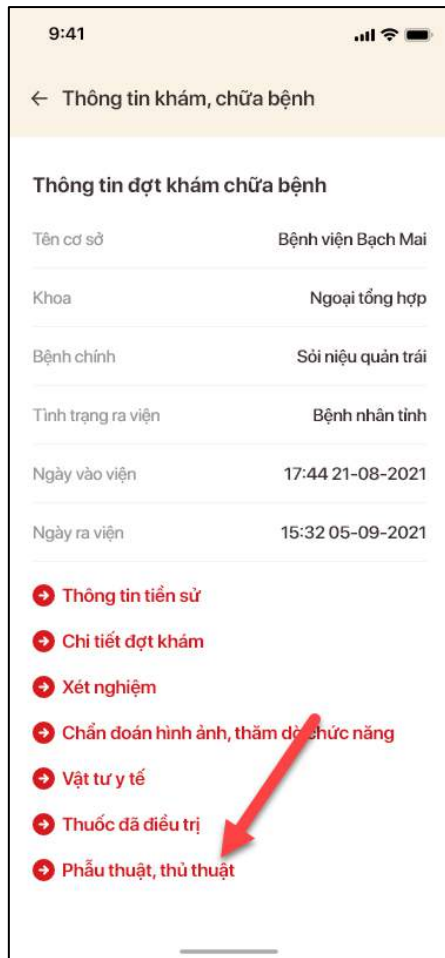 9:41
Thông tin khám, chữa bệnh
Thông tin đợt khám chữa bệnh
Tên cơ sở Bệnh viện Bạch Mai
Khoa Ngoại tổng hợp
Bệnh chính Sỏi niệu quản trái
Tình trạng ra viện Bệnh nhân tỉnh
Ngày vào viện 17:44 21-08-2021
Ngày ra viện 15:32 05-09-2021
Thông tin tiền sử
Chi tiết đợt khám
Xét nghiệm
Chẩn đoán hình ảnh, thăm dò chức năng
Vật tư y tế
Thuốc đã điều trị
Phẫu thuật, thủ thuật